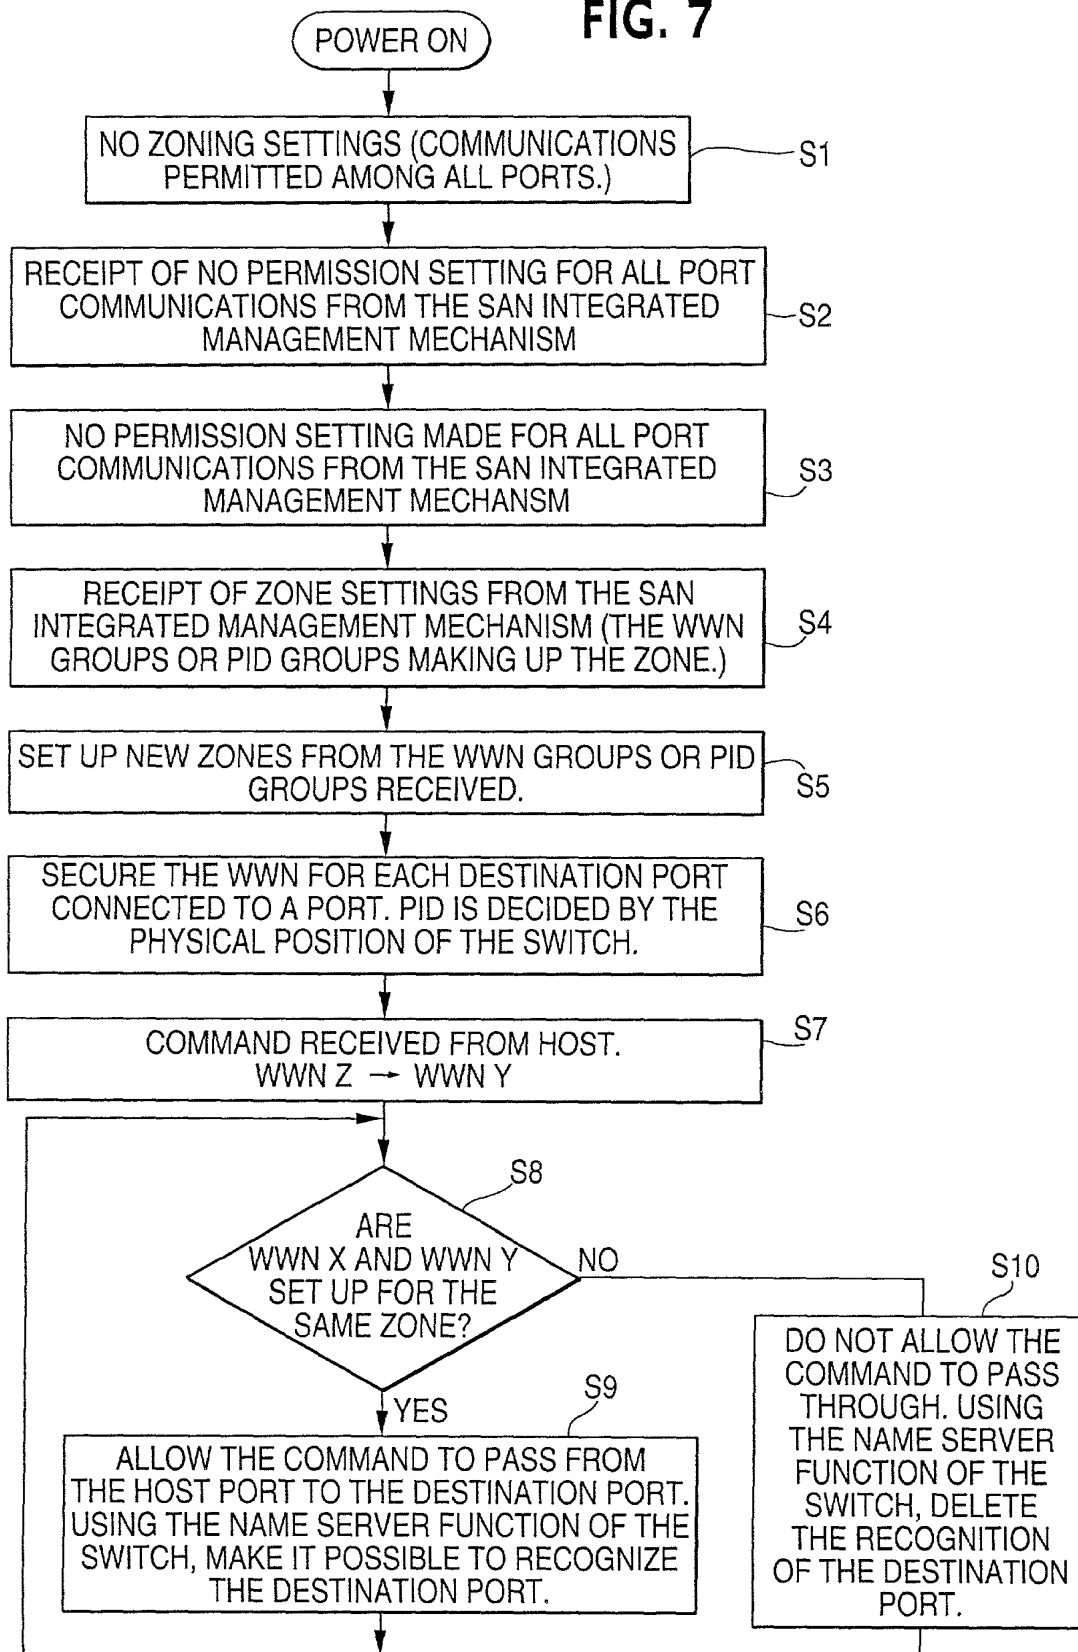 FIG. 7
POWER ON
NO ZONING SETTINGS (COMMUNICATIONS
PERMITTED AMONG ALL PORTS.)
S1
RECEIPT OF NO PERMISSION SETTING FOR ALL PORT
COMMUNICATIONS FROM THE SAN INTEGRATED
MANAGEMENT MECHANISM
S2
NO PERMISSION SETTING MADE FOR ALL PORT
COMMUNICATIONS FROM THE SAN INTEGRATED
MANAGEMENT MECHANSM
S3
RECEIPT OF ZONE SETTINGS FROM THE SAN
INTEGRATED MANAGEMENT MECHANISM (THE WWN
GROUPS OR PID GROUPS MAKING UP THE ZONE.)
S4
SET UP NEW ZONES FROM THE WWN GROUPS OR PID
GROUPS RECEIVED.
S5
SECURE THE WWN FOR EACH DESTINATION PORT
CONNECTED TO A PORT. PID IS DECIDED BY THE
PHYSICAL POSITION OF THE SWITCH.
S6
COMMAND RECEIVED FROM HOST.
WWN Z → WWN Y
S7
ARE
WWN X AND WWN Y
SET UP FOR THE
SAME ZONE?
S8
NO
YES
ALLOW THE COMMAND TO PASS FROM
THE HOST PORT TO THE DESTINATION PORT.
USING THE NAME SERVER FUNCTION OF THE
SWITCH, MAKE IT POSSIBLE TO RECOGNIZE
THE DESTINATION PORT.
S9
S10
DO NOT ALLOW THE
COMMAND TO PASS
THROUGH. USING
THE NAME SERVER
FUNCTION OF THE
SWITCH, DELETE
THE RECOGNITION
OF THE DESTINATION
PORT.